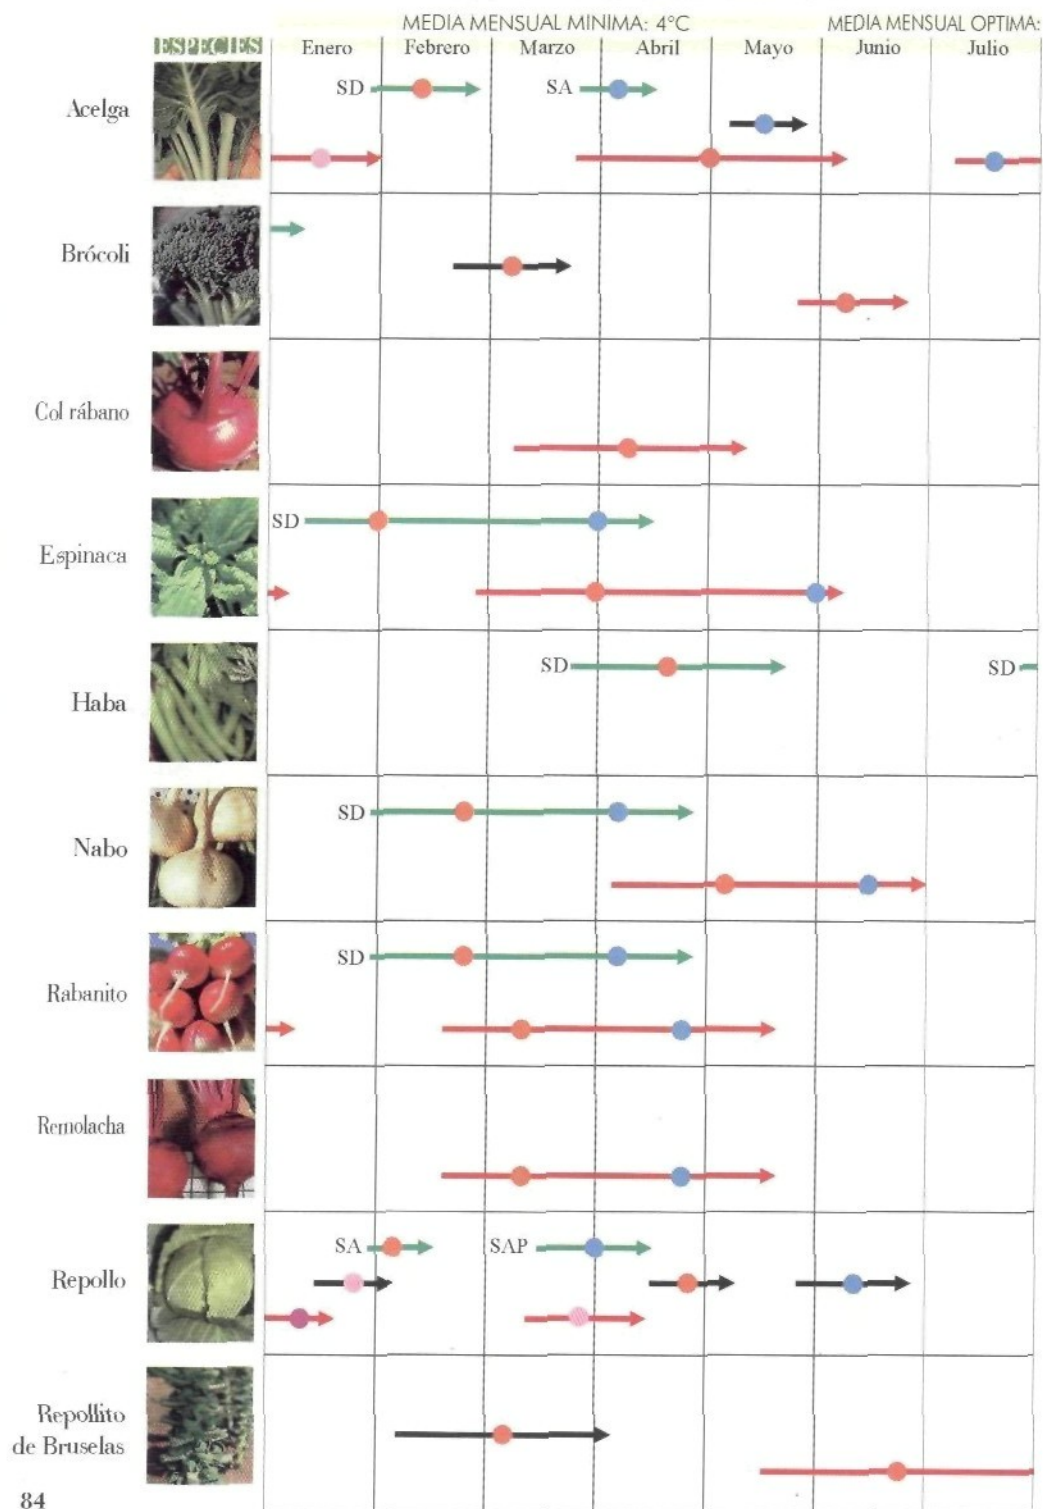 MEDIA MENSUAL MINIMA: 4°C MEDIA MENSUAL OPTIMA:
ESPECIES Enero Febrero Marzo Abril Mayo Junio Julio
SD SA
Acelga
Brócoli
Col rábano
SD
Espinaca
SD SD
Haba
SD
Nabo
SD
Rabanito
Remolacha
SA SAP
Repollo
Repollito
de Bruselas
84